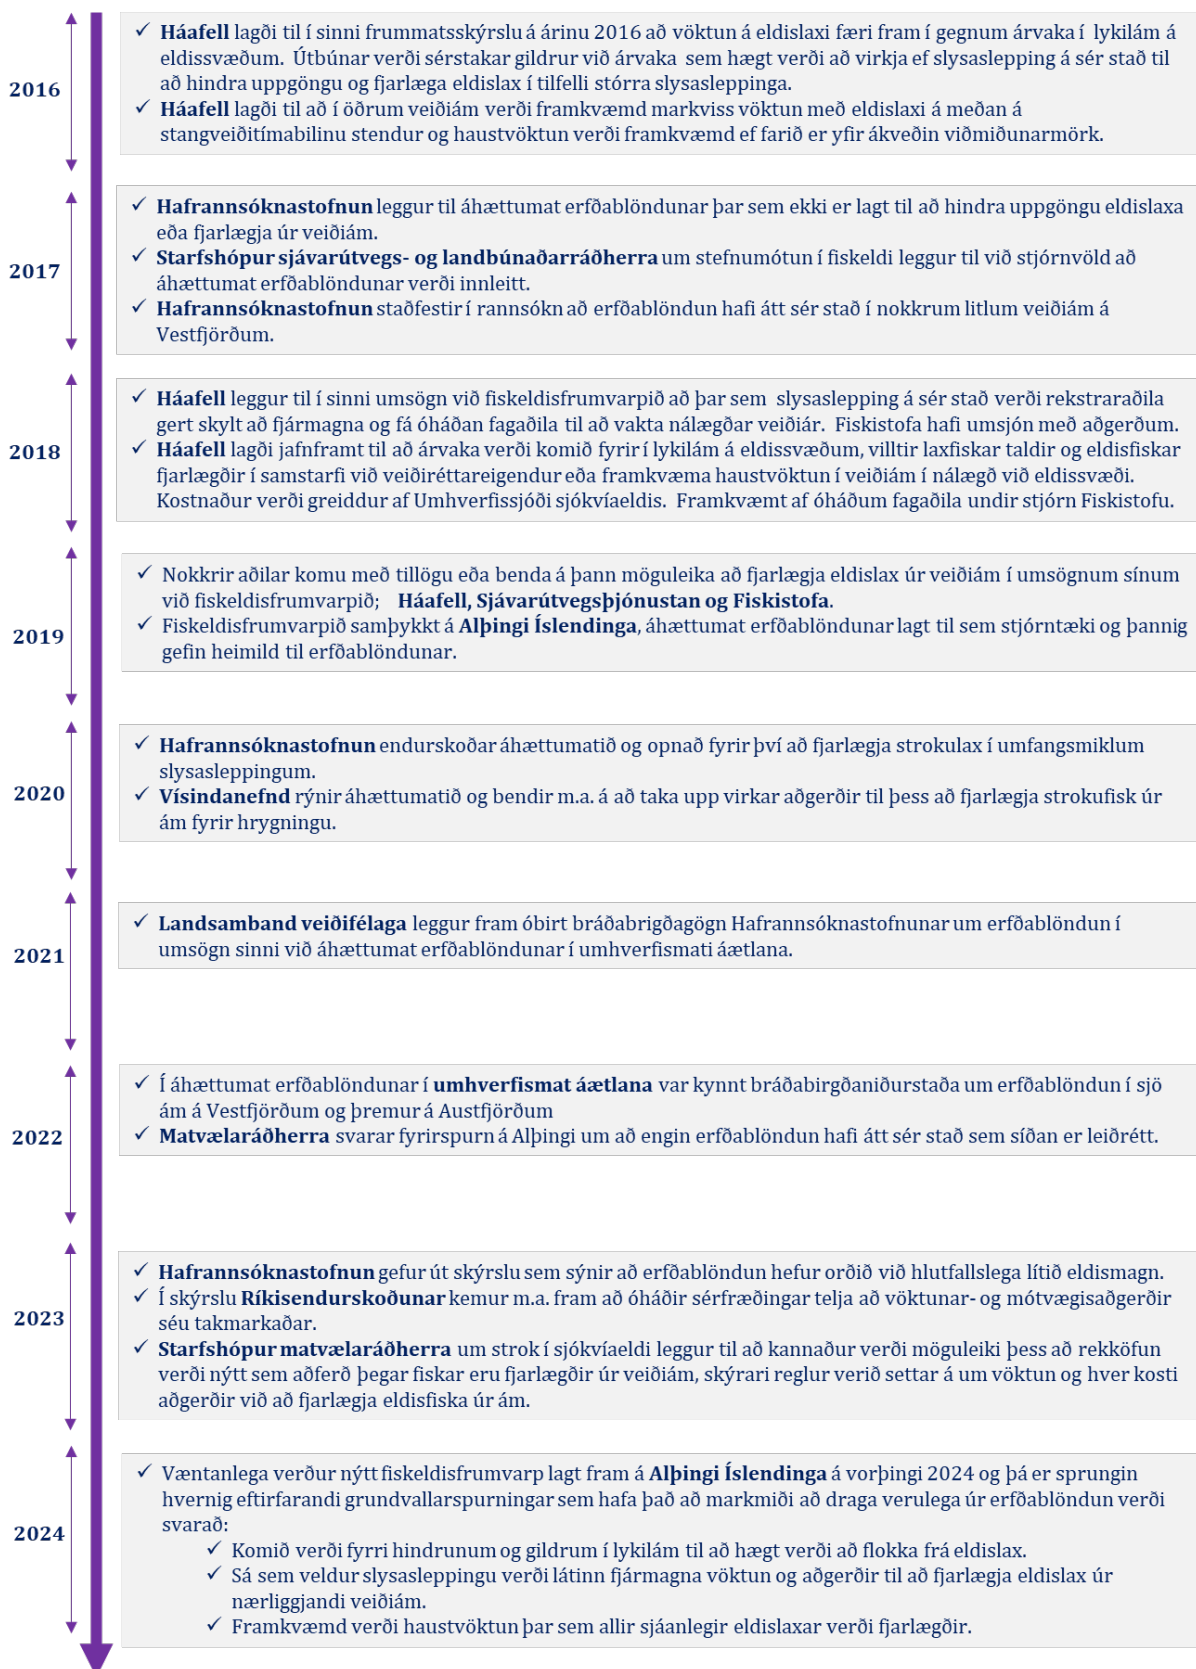 2016
✓ Háafell lagði til í sinni frummatsskýrslu á árinu 2016 að vöktun á eldislaxi færi fram í gegnum árvaka í lykilám á
eldissvæðum. Útbúnar verði sérstakar gildrur við árvaka sem hægt verði að virkja ef slysaslepping á sér stað til
að hindra uppgöngu og fjarlæga eldislax í tilfelli stórra slysasleppinga.
✓ Háafell lagði til að í öðrum veiðiám verði framkvæmd markviss vöktun með eldislaxi á meðan á
stangveiðitímabilinu stendur og haustvöktun verði framkvæmd ef farið er yfir ákveðin viðmiðunarmörk.
2017
✓ Hafrannsóknastofnun leggur til áhættumat erfðablöndunar þar sem ekki er lagt til að hindra uppgöngu eldislaxa
eða fjarlægja úr veiðiám.
✓ Starfshópur sjávarútvegs- og landbúnaðarráðherra um stefnumótun í fiskeldi leggur til við stjórnvöld að
áhættumat erfðablöndunar verði innleitt.
✓ Hafrannsóknastofnun staðfestir í rannsókn að erfðablöndun hafi átt sér stað í nokkrum litlum veiðiám á
Vestfjörðum.
2018
✓ Háafell leggur til í sinni umsögn við fiskeldisfrumvarpið að þar sem slysaslepping á sér stað verði rekstraraðila
gert skylt að fjármagna og fá óháðan fagaðila til að vakta nálægðar veiðiár. Fiskistofa hafi umsjón með aðgerðum.
✓ Háafell lagði jafnframt til að árvaka verði komið fyrir í lykilám á eldissvæðum, villtir laxfiskar taldir og eldisfiskar
fjarlægðir í samstarfi við veiðiréttareigendur eða framkvæma haustvöktun í veiðiám í nálægð við eldissvæði.
Kostnaður verði greiddur af Umhverfissjóði sjókvíaeldis. Framkvæmt af óháðum fagaðila undir stjórn Fiskistofu.
2019
✓ Nokkrir aðilar komu með tillögu eða benda á þann möguleika að fjarlægja eldislax úr veiðiám í umsögnum sínum
við fiskeldisfrumvarpið; Háafell, Sjávarútvegsþjónustan og Fiskistofa.
✓ Fiskeldisfrumvarpið samþykkt á Alþingi Íslendinga, áhættumat erfðablöndunar lagt til sem stjórntæki og þannig
gefin heimild til erfðablöndunar.
2020
✓ Hafrannsóknastofnun endurskoðar áhættumatið og opnað fyrir því að fjarlægja strokulax í umfangsmiklum
slysasleppingum.
✓ Vísindanefnd rýnir áhættumatið og bendir m.a. á að taka upp virkar aðgerðir til þess að fjarlægja strokufisk úr
ám fyrir hrygningu.
2021
✓ Landsamband veiðifélaga leggur fram óbirt bráðabrigðagögn Hafrannsóknastofnunar um erfðablöndun í
umsögn sinni við áhættumat erfðablöndunar í umhverfismati áætlana.
2022
✓ Í áhættumat erfðablöndunar í umhverfismat áætlana var kynnt bráðabirgðaniðurstaða um erfðablöndun í sjö
ám á Vestfjörðum og þremur á Austfjörðum
✓ Matvælaráðherra svarar fyrirspurn á Alþingi um að engin erfðablöndun hafi átt sér stað sem síðan er leiðrétt.
2023
✓ Hafrannsóknastofnun gefur út skýrslu sem sýnir að erfðablöndun hefur orðið við hlutfallslega lítið eldismagn.
✓ Í skýrslu Ríkisendurskoðunar kemur m.a. fram að óháðir sérfræðingar telja að vöktunar- og mótvægisaðgerðir
séu takmarkaðar.
✓ Starfshópur matvælaráðherra um strok í sjókvíaeldi leggur til að kannaður verði möguleiki þess að rekköfun
verði nýtt sem aðferð þegar fiskar eru fjarlægðir úr veiðiám, skýrari reglur verið settar á um vöktun og hver kosti
aðgerðir við að fjarlægja eldisfiska úr ám.
2024
✓ Væntanlega verður nýtt fiskeldisfrumvarp lagt fram á Alþingi Íslendinga á vorþingi 2024 og þá er sprungin
hvernig eftirfarandi grundvallarspurningar sem hafa það að markmiði að draga verulega úr erfðablöndun verði
svarað:
✓ Komið verði fyrri hindrunum og gildrum í lykilám til að hægt verði að flokka frá eldislax.
✓ Sá sem veldur slysasleppingu verði látinn fjármagna vöktun og aðgerðir til að fjarlægja eldislax úr
nærliggjandi veiðiám.
✓ Framkvæmd verði haustvöktun þar sem allir sjáanlegir eldislaxar verði fjarlægðir.